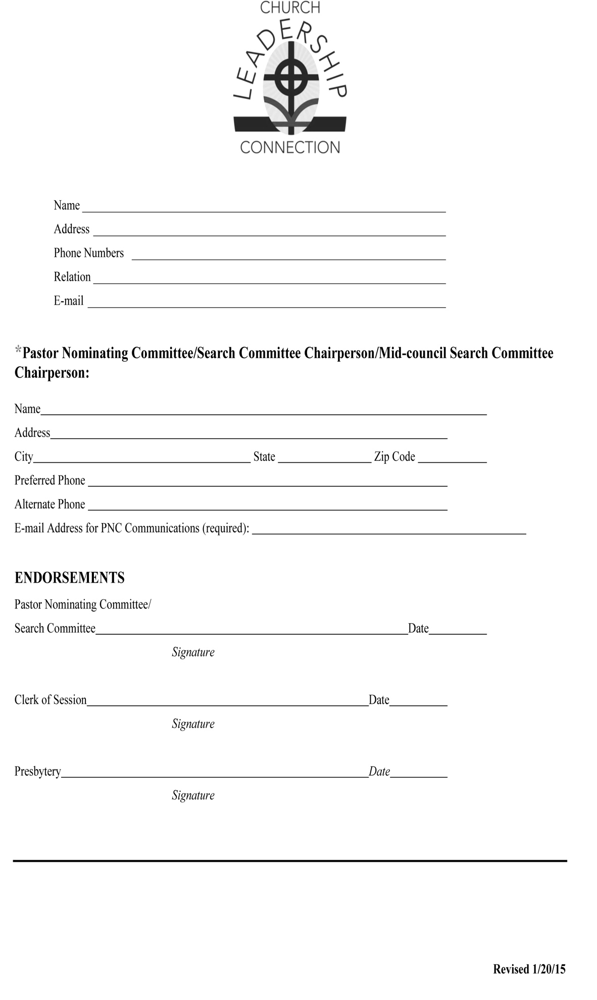 CHURCH
LEADERSHIP
CONNECTION
Name
Address
Phone Numbers
Relation
E-mail
*Pastor Nominating Committee/Search Committee Chairperson/Mid-council Search Committee
Chairperson:
Name
Address
City State Zip Code
Preferred Phone
Alternate Phone
E-mail Address for PNC Communications (required):
ENDORSEMENTS
Pastor Nominating Committee/
Search Committee Date
Signature
Clerk of Session Date
Signature
Presbytery Date
Signature
Revised 1/20/15